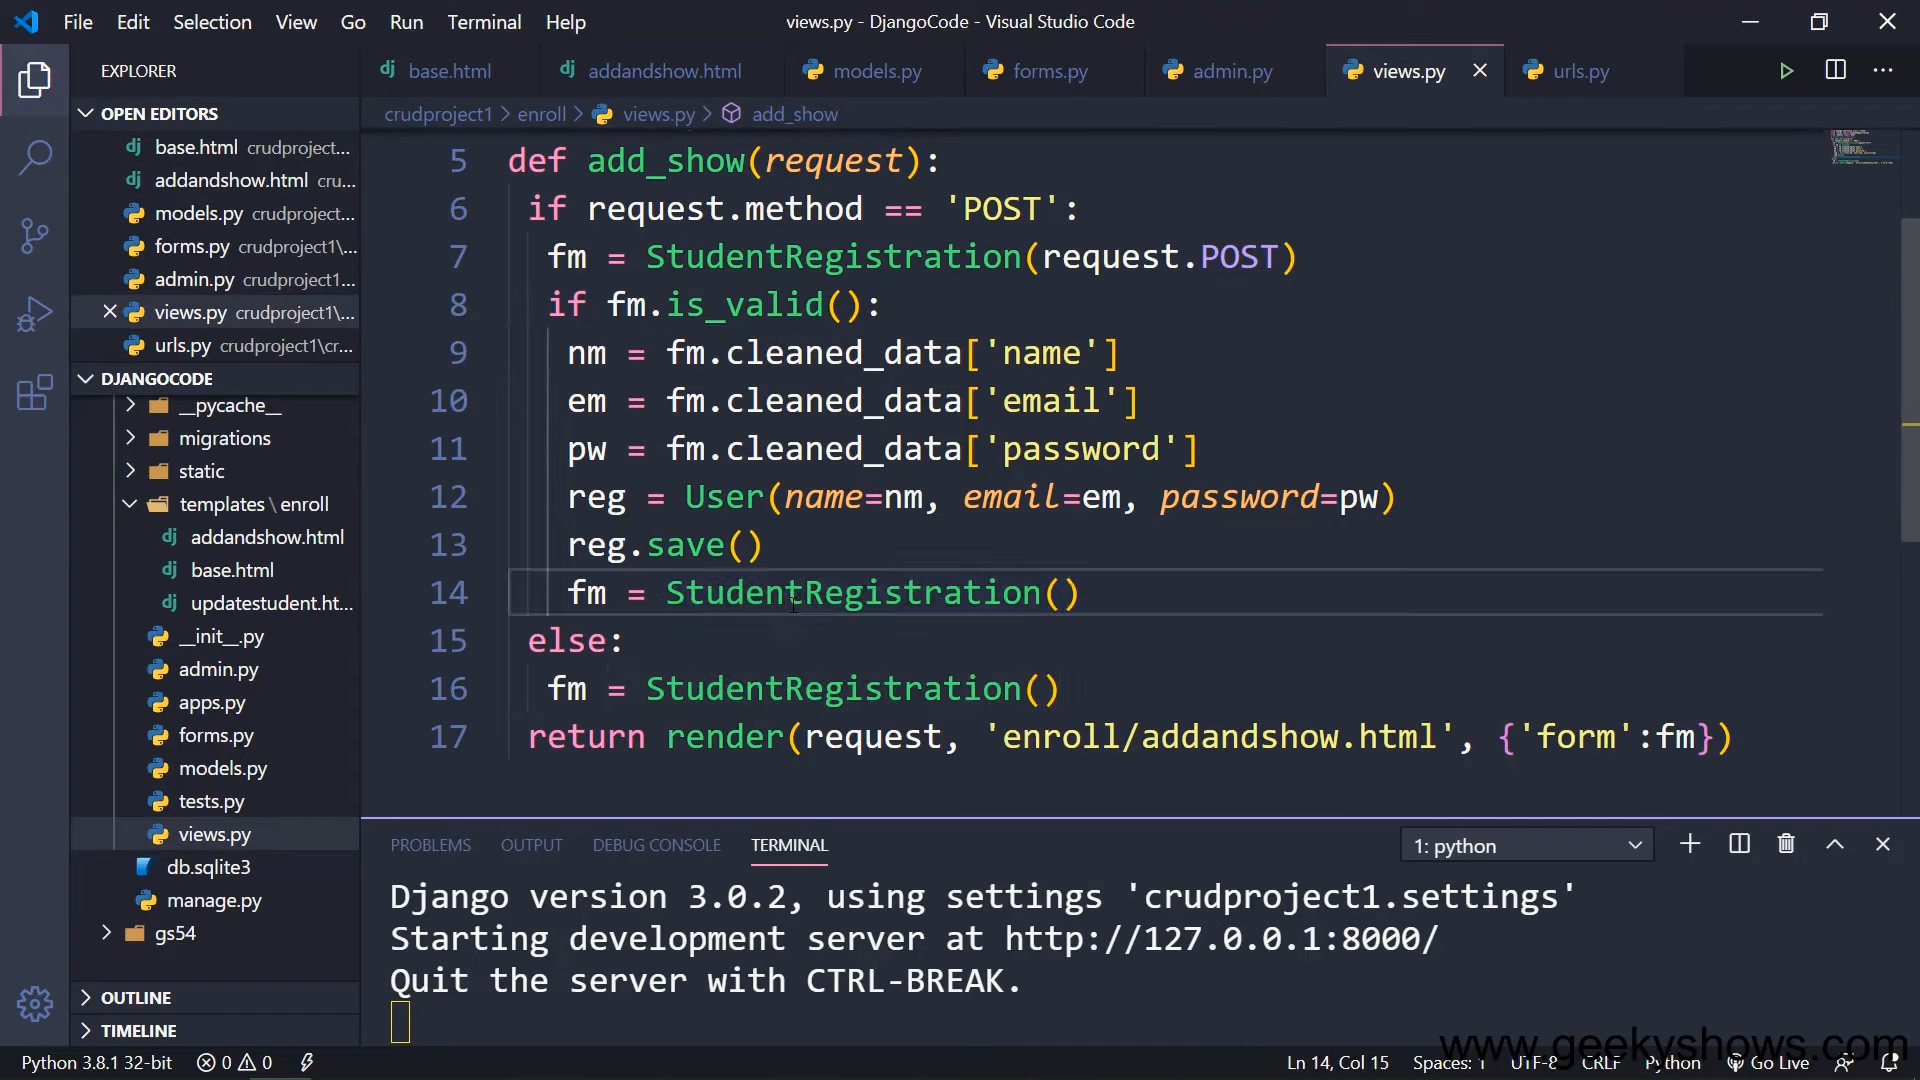 File Edit Selection View Go Run Terminal Help
views.py - DjangoCode - Visual Studio Code
EXPLORER
OPEN EDITORS
base.html crudproject...
addandshow.html cru...
models.py crudproject...
forms.py crudproject1\...
admin.py crudproject1...
views.py crudproject1\...
urls.py crudproject1\cr...
DJANGOCODE
__pycache__
migrations
static
templates \ enroll
addandshow.html
base.html
updatestudent.ht...
__init__.py
admin.py
apps.py
forms.py
models.py
tests.py
views.py
db.sqlite3
manage.py
gs54
OUTLINE
TIMELINE
base.html addandshow.html models.py forms.py admin.py views.py urls.py
crudproject1 > enroll > views.py > add_show
5 def add_show(request):
6 if request.method == 'POST':
7 fm = StudentRegistration(request.POST)
8 if fm.is_valid():
9 nm = fm.cleaned_data['name']
10 em = fm.cleaned_data['email']
11 pw = fm.cleaned_data['password']
12 reg = User(name=nm, email=em, password=pw)
13 reg.save()
14 fm = StudentRegistration()
15 else:
16 fm = StudentRegistration()
17 return render(request, 'enroll/addandshow.html', {'form':fm})
PROBLEMS OUTPUT DEBUG CONSOLE TERMINAL
1: python
Django version 3.0.2, using settings 'crudproject1.settings'
Starting development server at http://127.0.0.1:8000/
Quit the server with CTRL-BREAK.
www.geekyshows.com
Python 3.8.1 32-bit 0 0 Ln 14, Col 15 Spaces: 1 UTF-8 CRLF Python Go Live